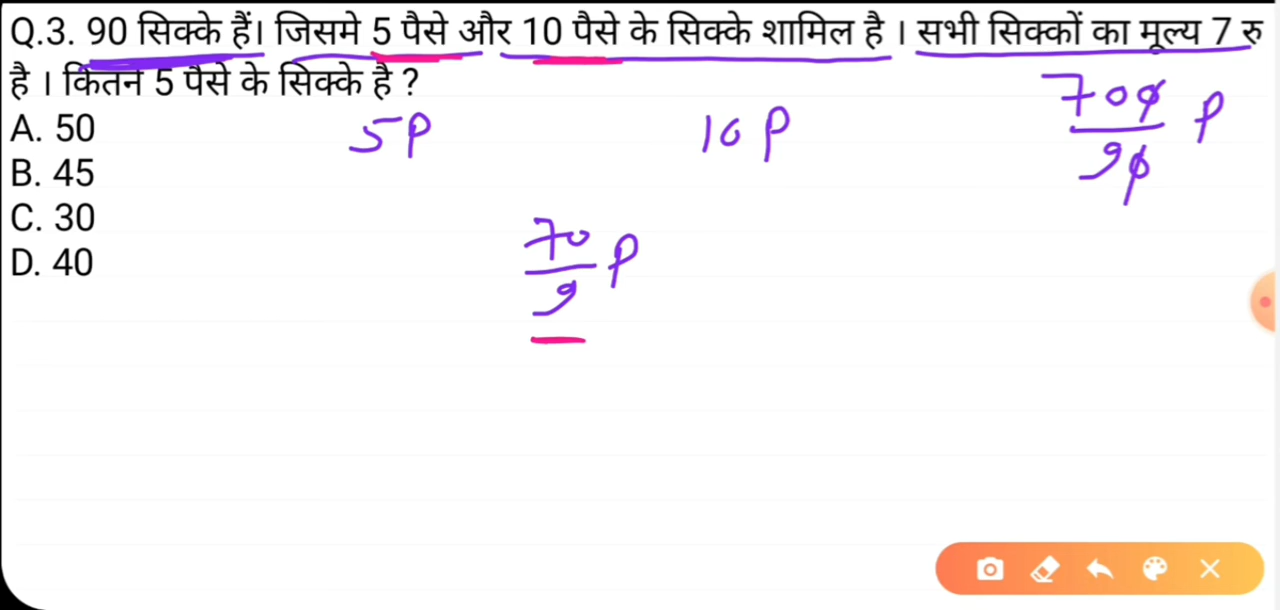 Q.3. 90 सिक्के हैं। जिसमे 5 पैसे और 10 पैसे के सिक्के शामिल है । सभी सिक्कों का मूल्य 7 रु
है । कितने 5 पैसे के सिक्के है ?
A. 50
B. 45
C. 30
D. 40
5P
10 P
700
90
P
70
9
P